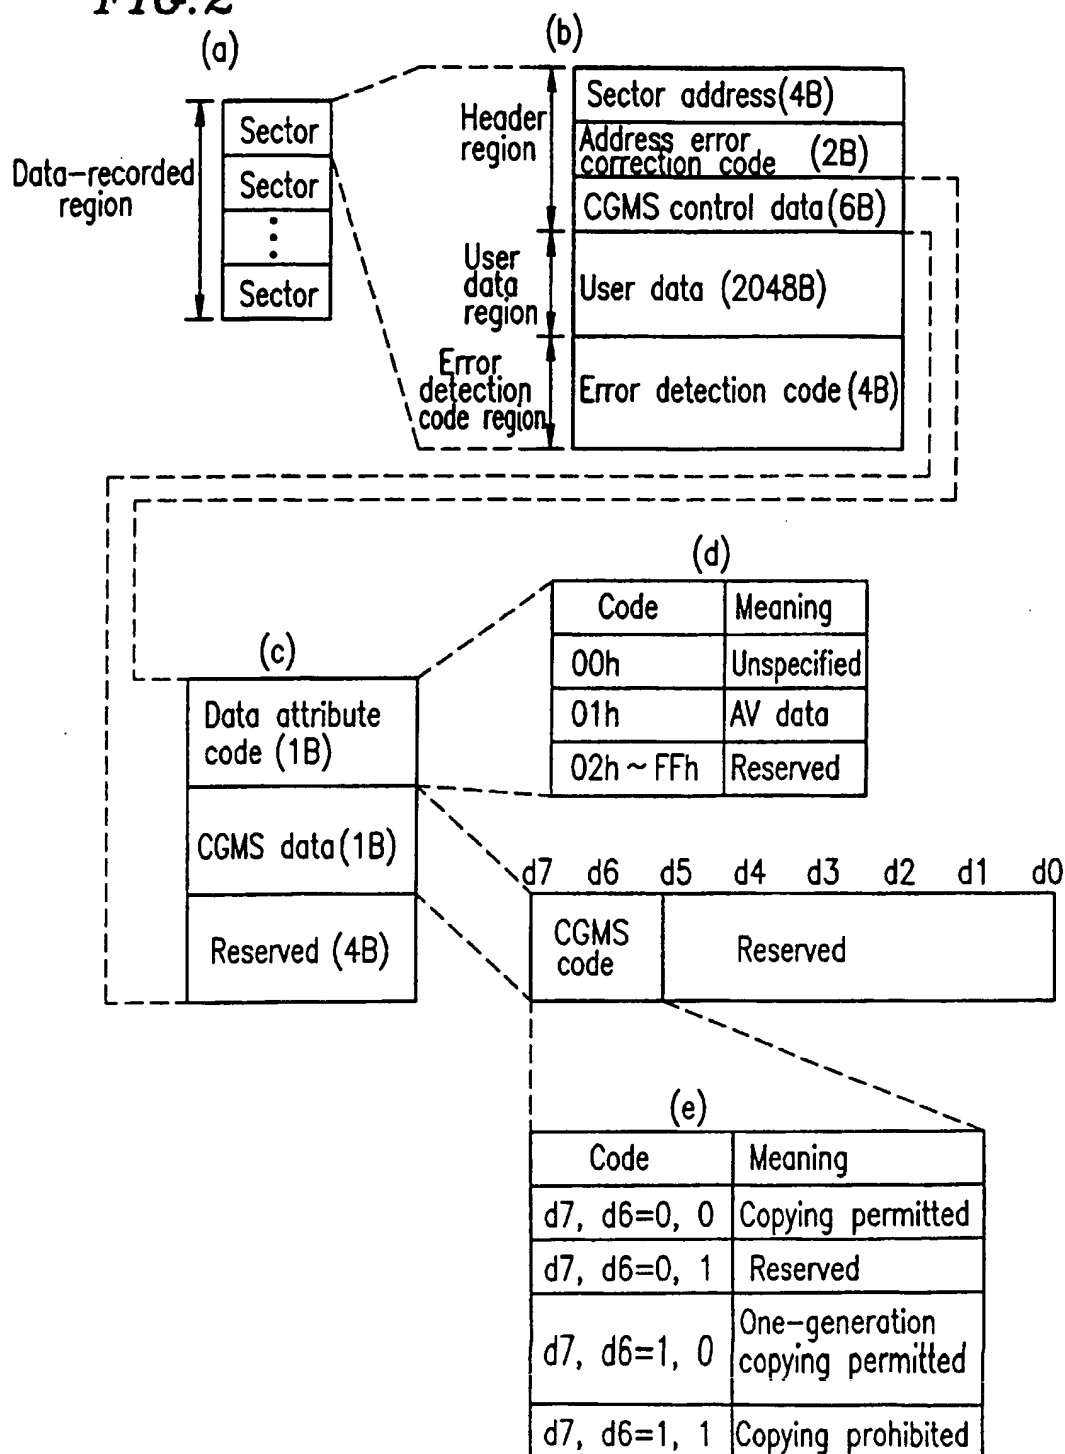 FIG. 2
(a)
(b)
Data-recorded
region
Sector
Sector
Sector
Header
region
User
data
region
Error
detection
code region
Sector address(4B)
Address error
correction code (2B)
CGMS control data(6B)
User data (2048B)
Error detection code(4B)
(c)
Data attribute
code (1B)
CGMS data(1B)
Reserved (4B)
(d)
Code Meaning
00h Unspecified
01h AV data
02h ~ FFh Reserved
d7 d6 d5 d4 d3 d2 d1 d0
CGMS
code
Reserved
(e)
Code Meaning
d7, d6=0, 0 Copying permitted
d7, d6=0, 1 Reserved
d7, d6=1, 0 One-generation
copying permitted
d7, d6=1, 1 Copying prohibited